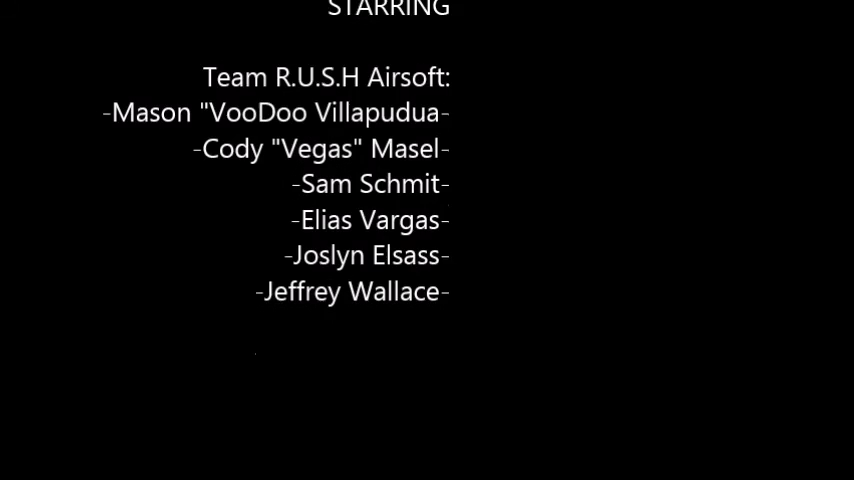 STARRING
Team R.U.S.H Airsoft:
-Mason "VooDoo Villapudua-
-Cody "Vegas" Masel-
-Sam Schmit-
-Elias Vargas-
-Joslyn Elsass-
-Jeffrey Wallace-